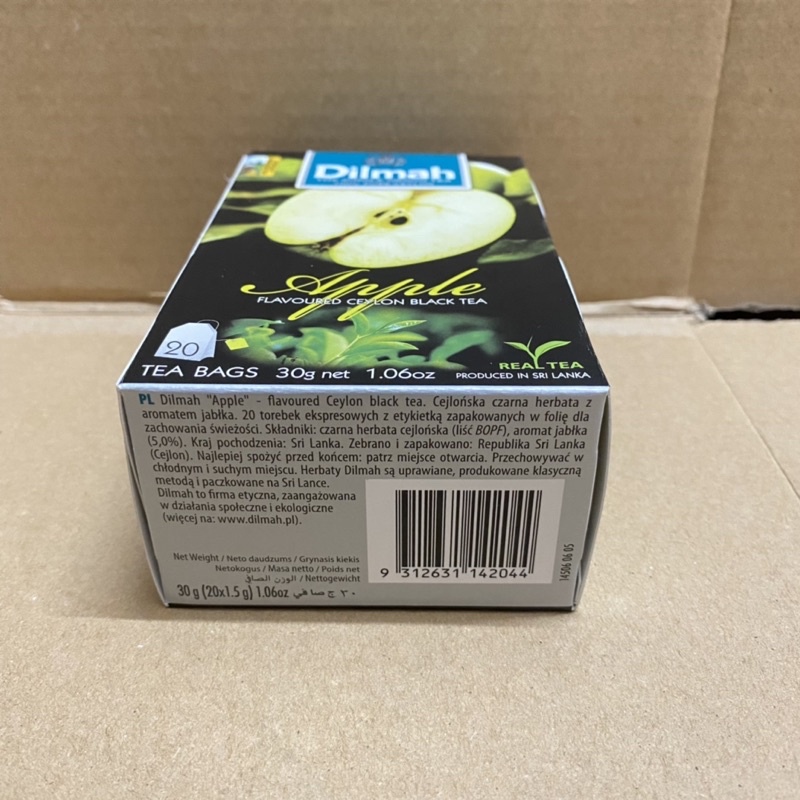 Dilmah
Apple
FLAVOURED CEYLON BLACK TEA
20
TEA BAGS 30g net 1.06oz
REAL TEA
PRODUCED IN SRI LANKA
PL Dilmah "Apple" - flavoured Ceylon black tea. Cejlońska czarna herbata z
aromatem jabłka. 20 torebek ekspresowych z etykietką zapakowanych w folię dla
zachowania świeżości. Składniki: czarna herbata cejlońska (liść BOPF), aromat jabłka
(5,0%). Kraj pochodzenia: Sri Lanka. Zebrano i zapakowano: Republika Sri Lanka
(Cejlon). Najlepiej spożyć przed końcem: patrz miejsce otwarcia. Przechowywać w
chłodnym i suchym miejscu. Herbaty Dilmah są uprawiane, produkowane klasyczną
metodą i paczkowane na Sri Lance.
Dilmah to firma etyczna, zaangażowana
w działania społeczne i ekologiczne
(więcej na: www.dilmah.pl).
Net Weight / Neto daudzums / Grynasis kiekis
Netokogus / Masa netto / Poids net
الوزن الصافي / Nettogewicht
30 g (20x1.5 g) 1.06oz ٣٠ ج صافي
9 312631 142044
14506 06 05